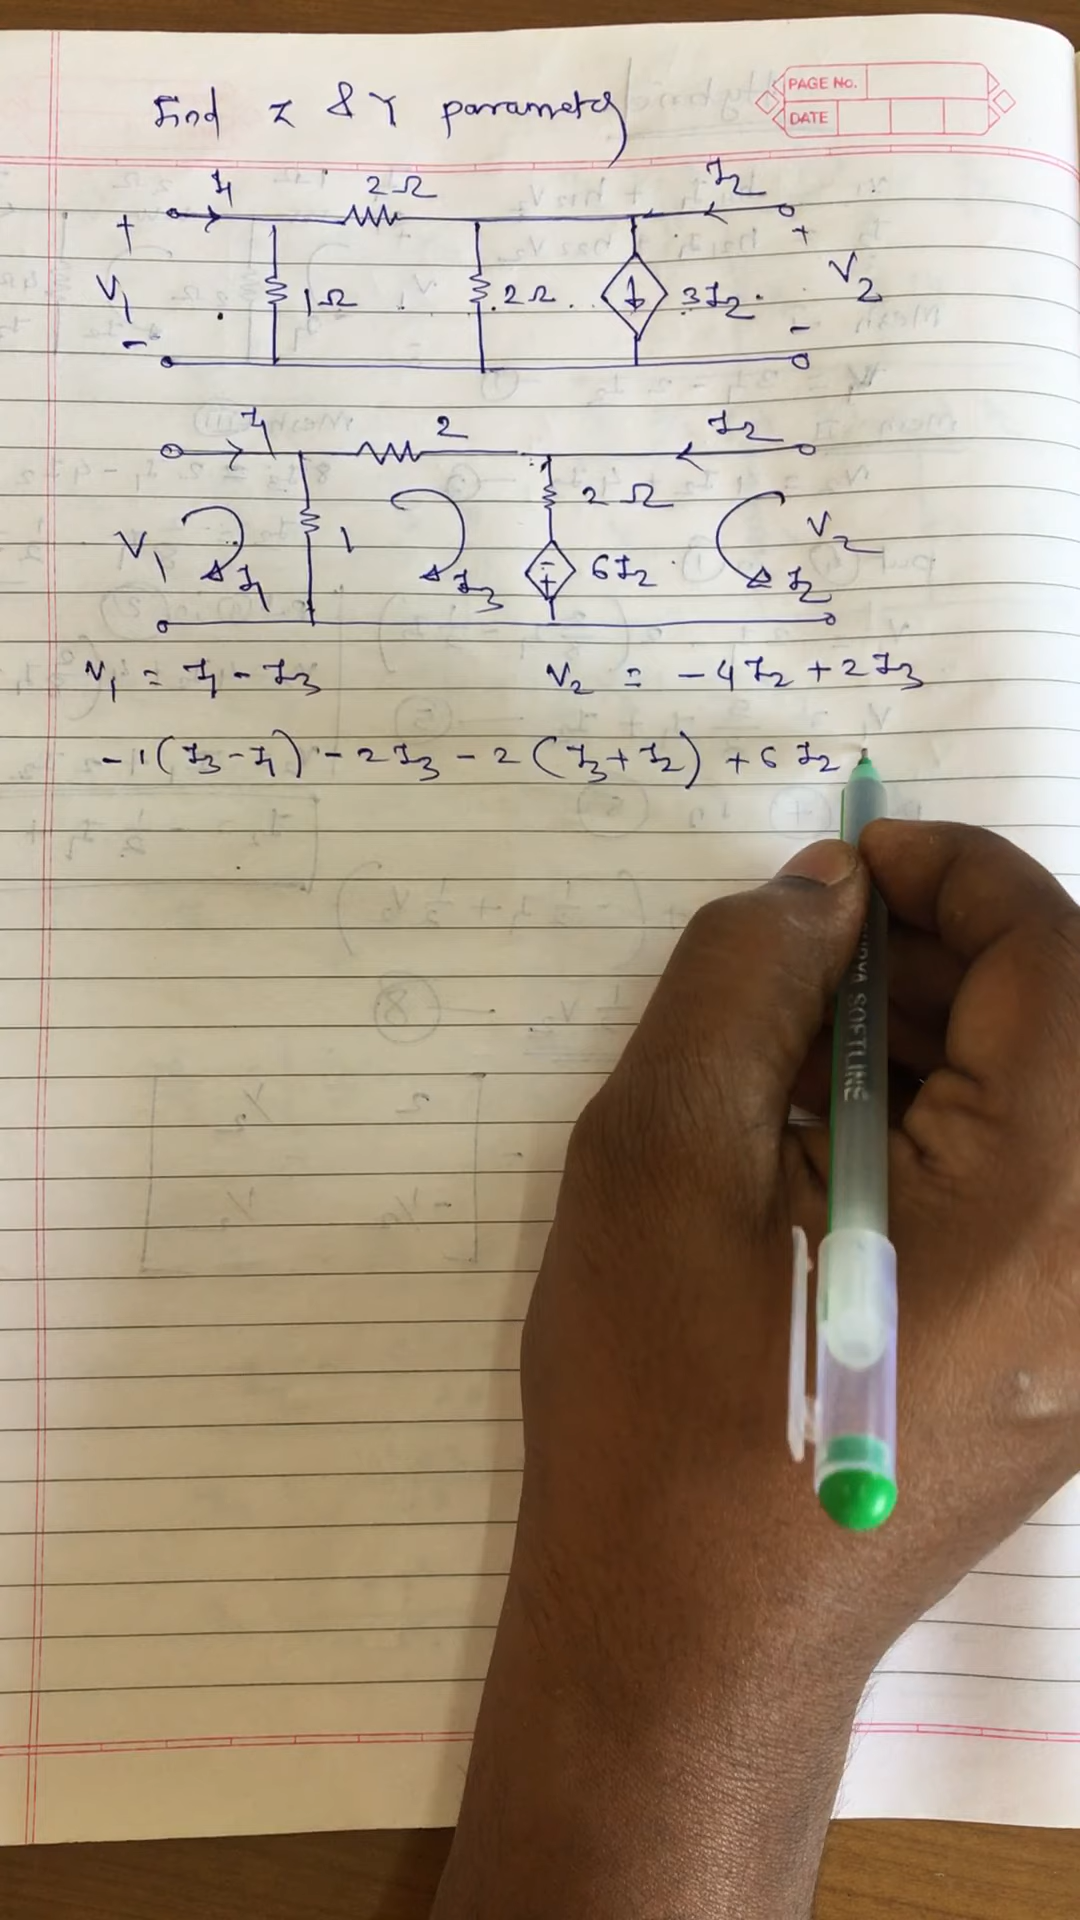 Find z & Y parameters
PAGE No.
DATE
I1 2Ω I2
+ V1 - 1Ω 2Ω 3I2 + V2 -
I1 2 I2
V1 I1 1 I3 2Ω - + 6I2 V2 I2
V1 = I1 - I3 V2 = -4I2 + 2I3
-1(I3-I1) - 2I3 - 2(I3+I2) + 6I2
SOFTLINE